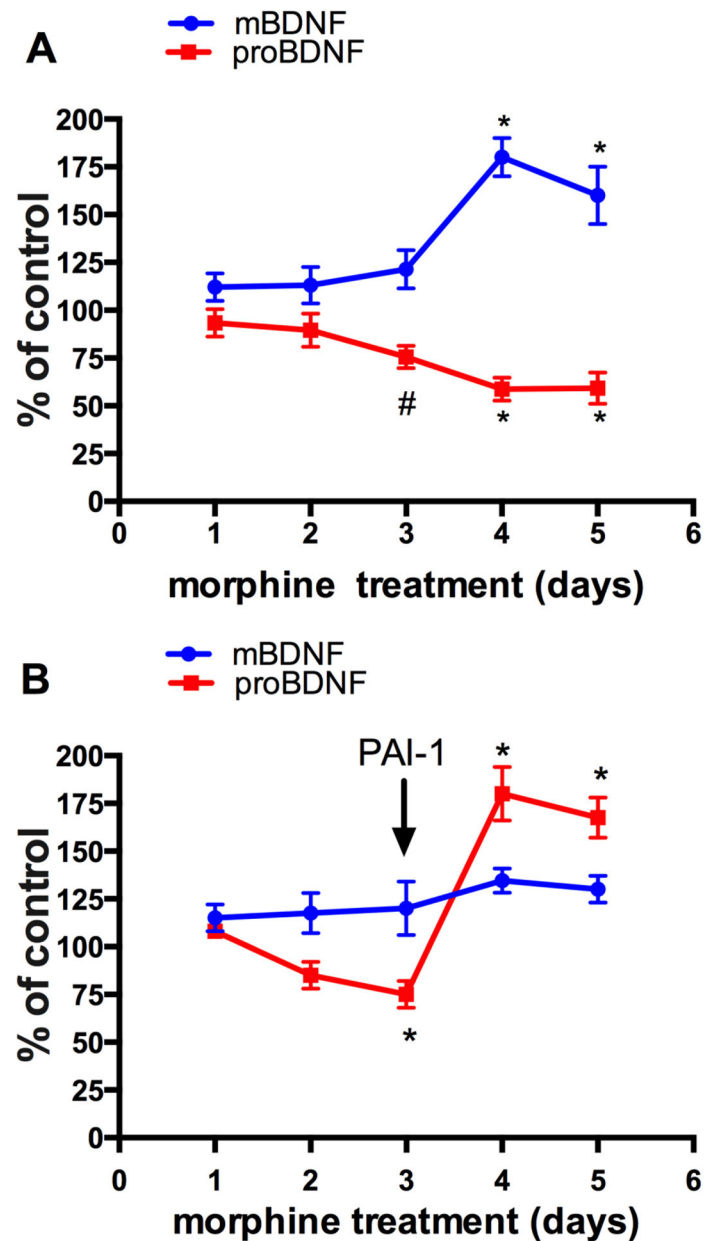 mBDNF
proBDNF
A
200
175
150
125
100
75
50
25
0
% of control
*
*
#
*
*
0 1 2 3 4 5 6
morphine treatment (days)
mBDNF
proBDNF
B
200
175
150
125
100
75
50
25
0
% of control
PAI-1
*
*
*
0 1 2 3 4 5 6
morphine treatment (days)